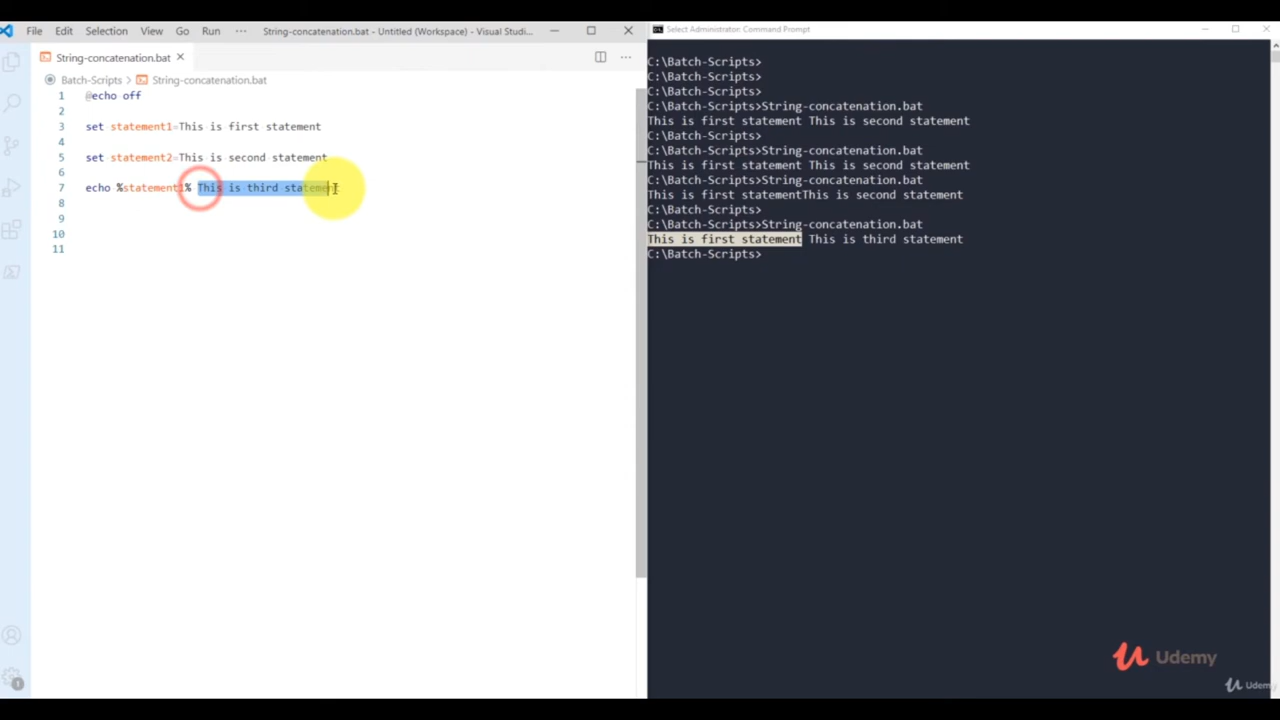 File Edit Selection View Go Run ··· String-concatenation.bat - Untitled (Workspace) - Visual Studi...
String-concatenation.bat
Batch-Scripts > String-concatenation.bat
1 @echo off
2
3 set statement1=This is first statement
4
5 set statement2=This is second statement
6
7 echo %statement1% This is third statement
8
9
10
11
1
Select Administrator: Command Prompt
C:\Batch-Scripts>
C:\Batch-Scripts>
C:\Batch-Scripts>
C:\Batch-Scripts>String-concatenation.bat
This is first statement This is second statement
C:\Batch-Scripts>
C:\Batch-Scripts>String-concatenation.bat
This is first statement This is second statement
C:\Batch-Scripts>String-concatenation.bat
This is first statementThis is second statement
C:\Batch-Scripts>
C:\Batch-Scripts>String-concatenation.bat
This is first statement This is third statement
C:\Batch-Scripts>
Udemy
Udemy